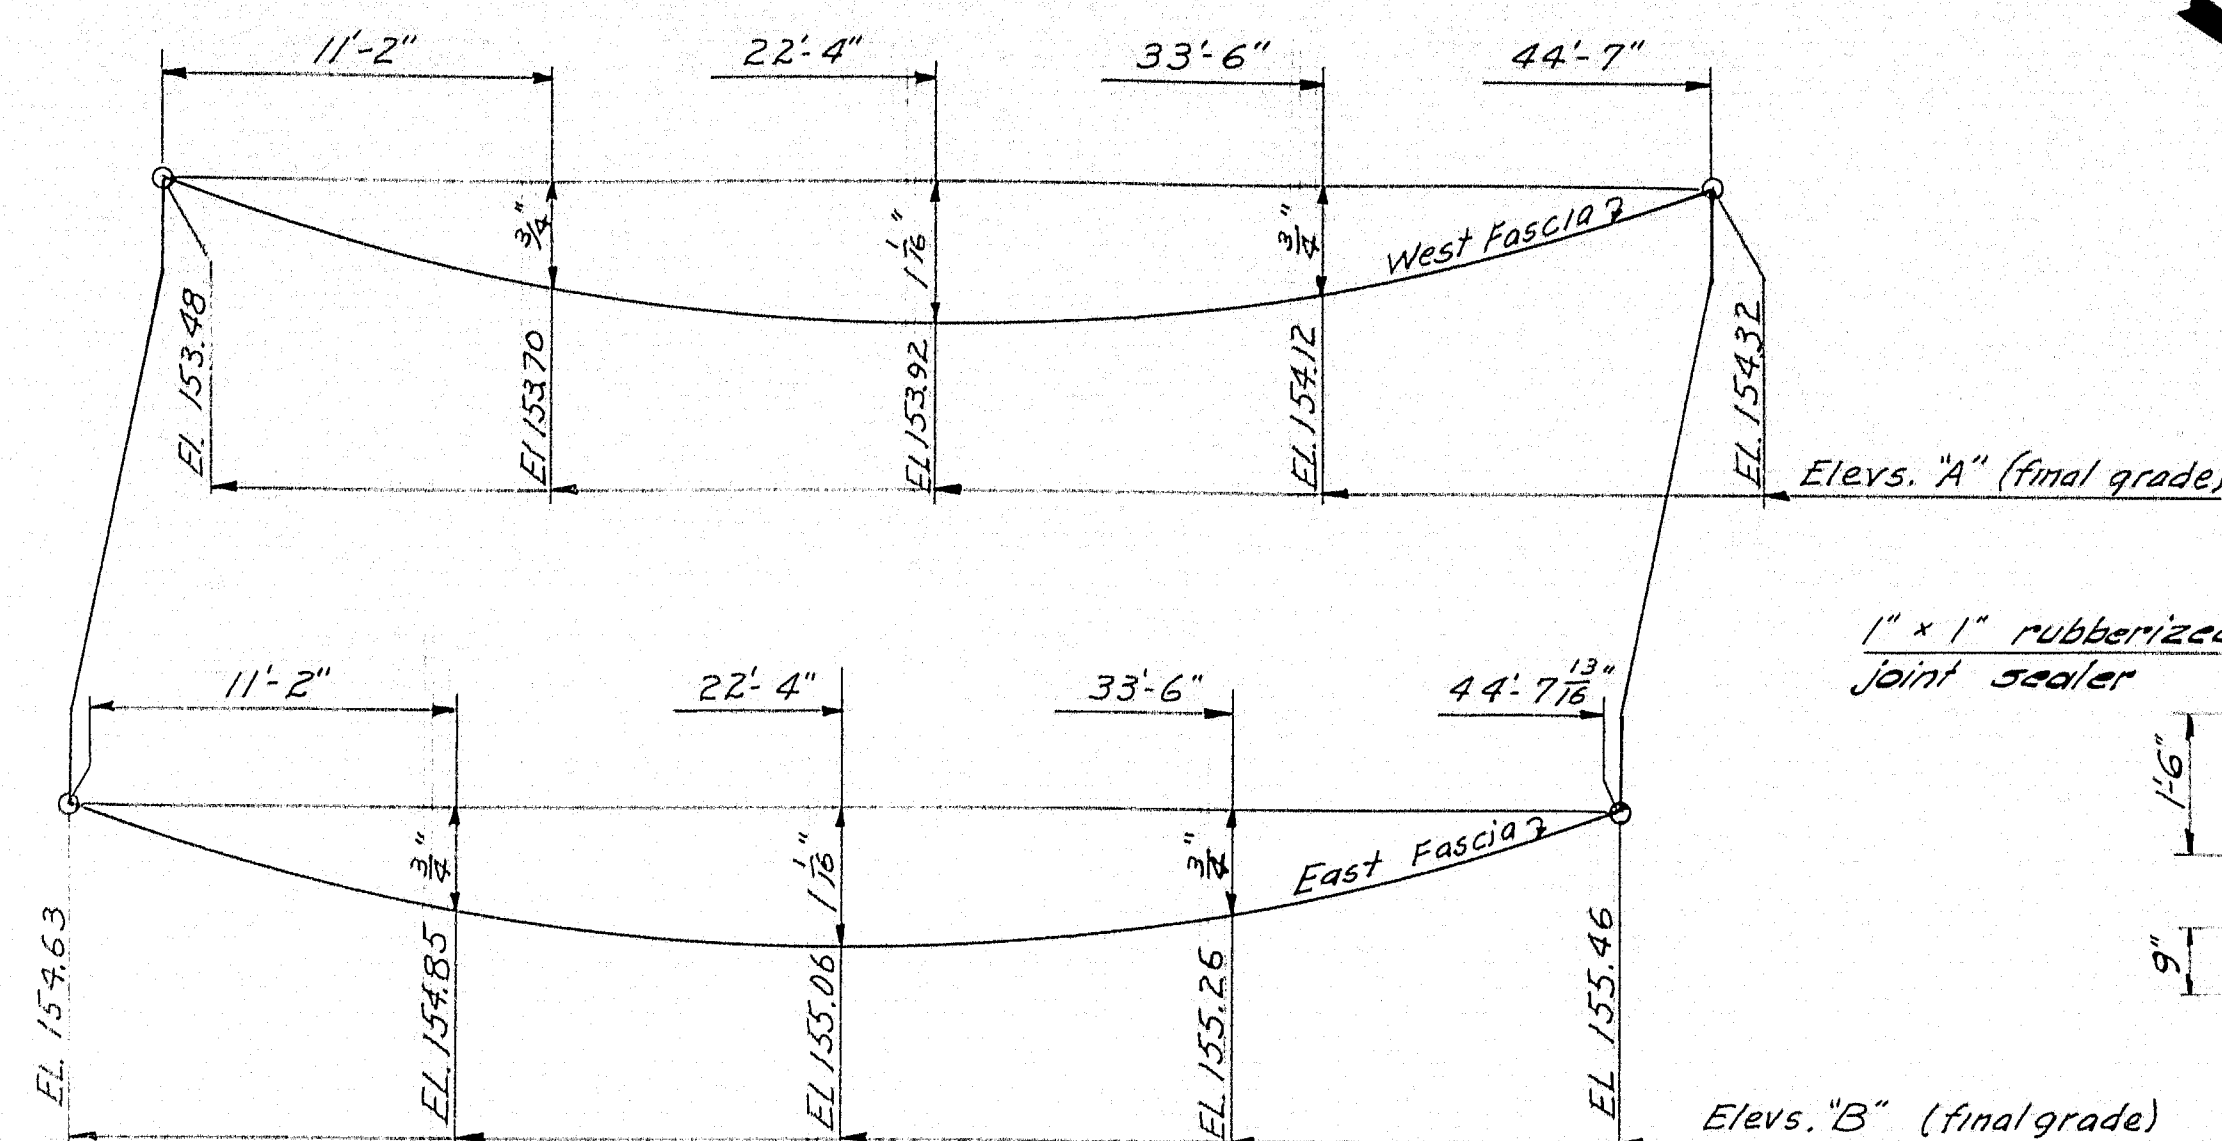 11'-2"
22'-4"
33'-6"
44'-7"
3/4"
1 1/16"
3/4"
West Fascia
EL. 153.48
El 153.70
EL 153.92
EL. 154.12
EL. 154.32
Elevs. "A" (final grade)
1" x 1" rubberized
joint sealer
11'-2"
22'-4"
33'-6"
44'-7 13/16"
1'-6"
3/4"
1 1/16"
3/4"
East Fascia
9"
EL. 154.63
EL. 154.85
EL 155.06
EL. 155.26
EL 155.46
Elevs. "B" (final grade)